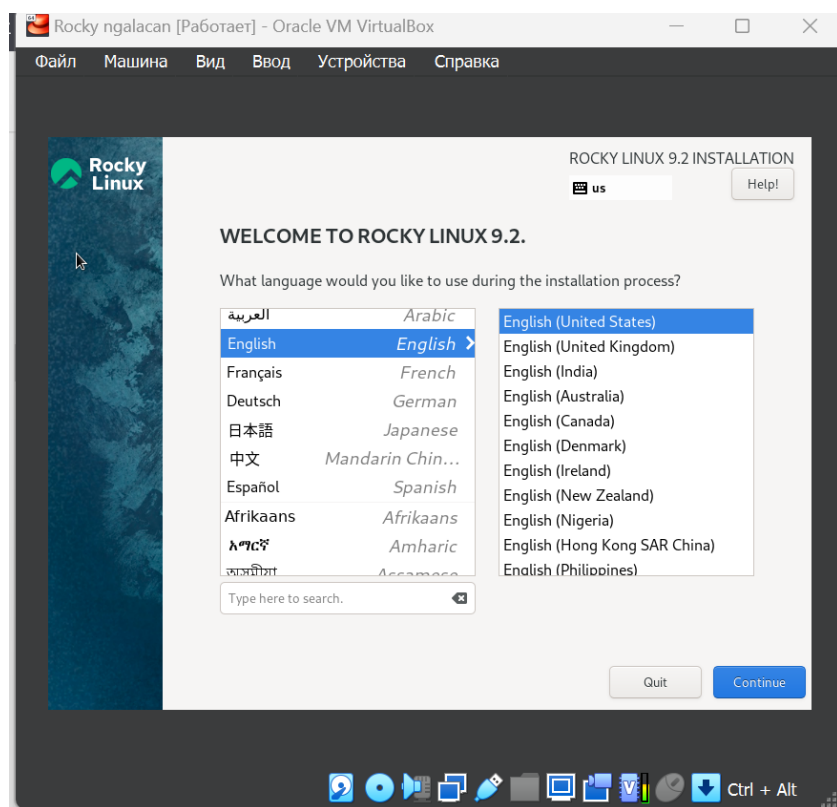 Rocky ngalacan [Работает] - Oracle VM VirtualBox
Файл Машина Вид Ввод Устройства Справка
Rocky
Linux
ROCKY LINUX 9.2 INSTALLATION
us
Help!
WELCOME TO ROCKY LINUX 9.2.
What language would you like to use during the installation process?
العربية Arabic
English English
Français French
Deutsch German
日本語 Japanese
中文 Mandarin Chin...
Español Spanish
Afrikaans Afrikaans
አማርኛ Amharic
অসমীয়া Assamese
Type here to search.
English (United States)
English (United Kingdom)
English (India)
English (Australia)
English (Canada)
English (Denmark)
English (Ireland)
English (New Zealand)
English (Nigeria)
English (Hong Kong SAR China)
English (Philippines)
Quit
Continue
Ctrl + Alt